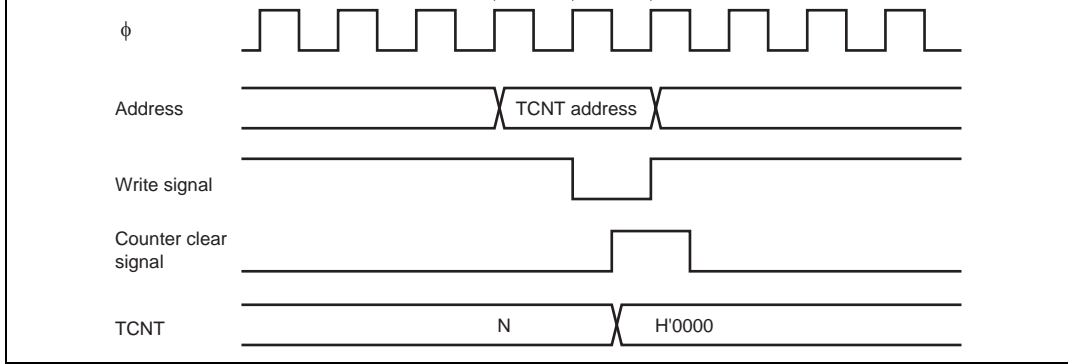 ϕ
Address
TCNT address
Write signal
Counter clear
signal
TCNT
N
H'0000